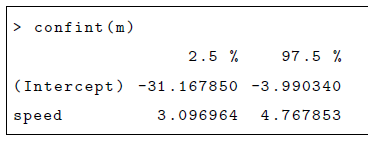 > confint(m)
2.5 % 97.5 %
(Intercept) -31.167850 -3.990340
speed 3.096964 4.767853